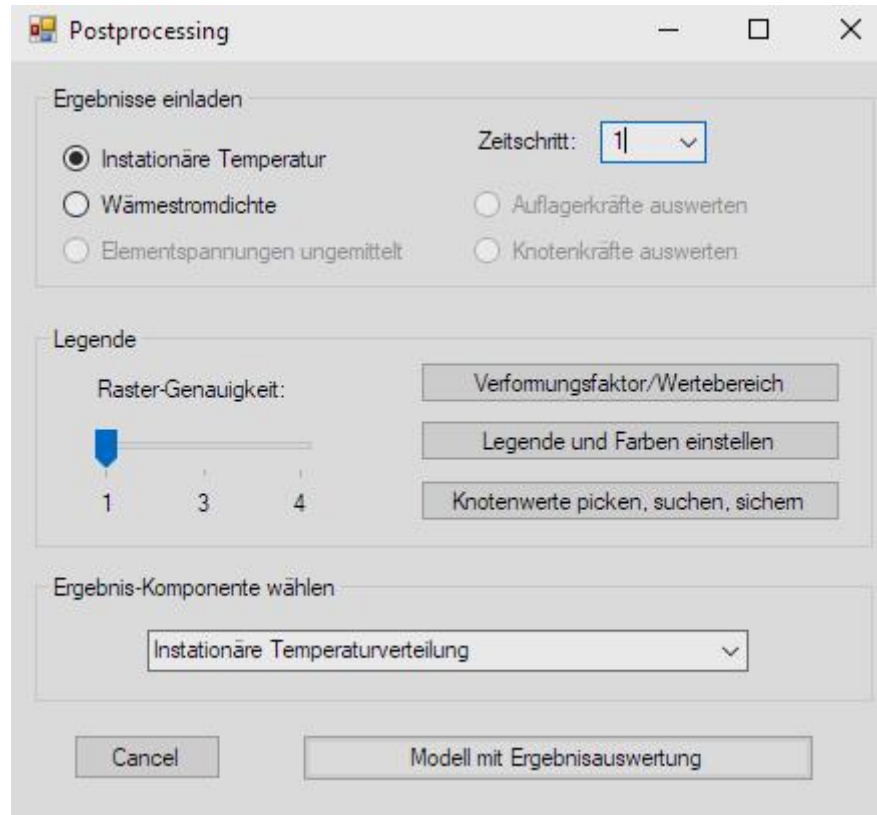 Postprocessing
Ergebnisse einladen
Instationäre Temperatur
Zeitschritt: 1
Wärmestromdichte
Auflagerkräfte auswerten
Elementspannungen ungemittelt
Knotenkräfte auswerten
Legende
Raster-Genauigkeit:
Verformungsfaktor/Wertebereich
Legende und Farben einstellen
1 3 4
Knotenwerte picken, suchen, sichern
Ergebnis-Komponente wählen
Instationäre Temperaturverteilung
Cancel
Modell mit Ergebnisauswertung